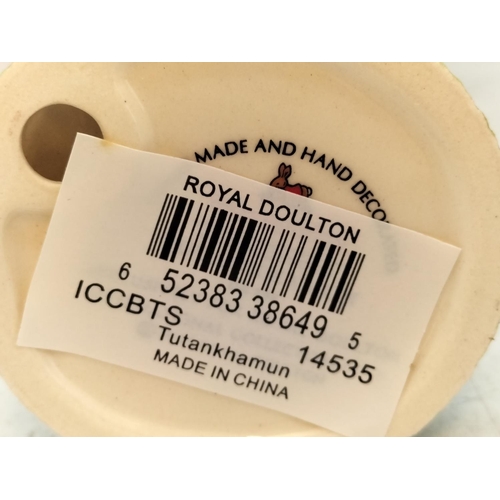 MADE AND HAND DECO
ROYAL DOULTON
6 52383 38649 5
ICCBTS 14535
Tutankhamun
MADE IN CHINA